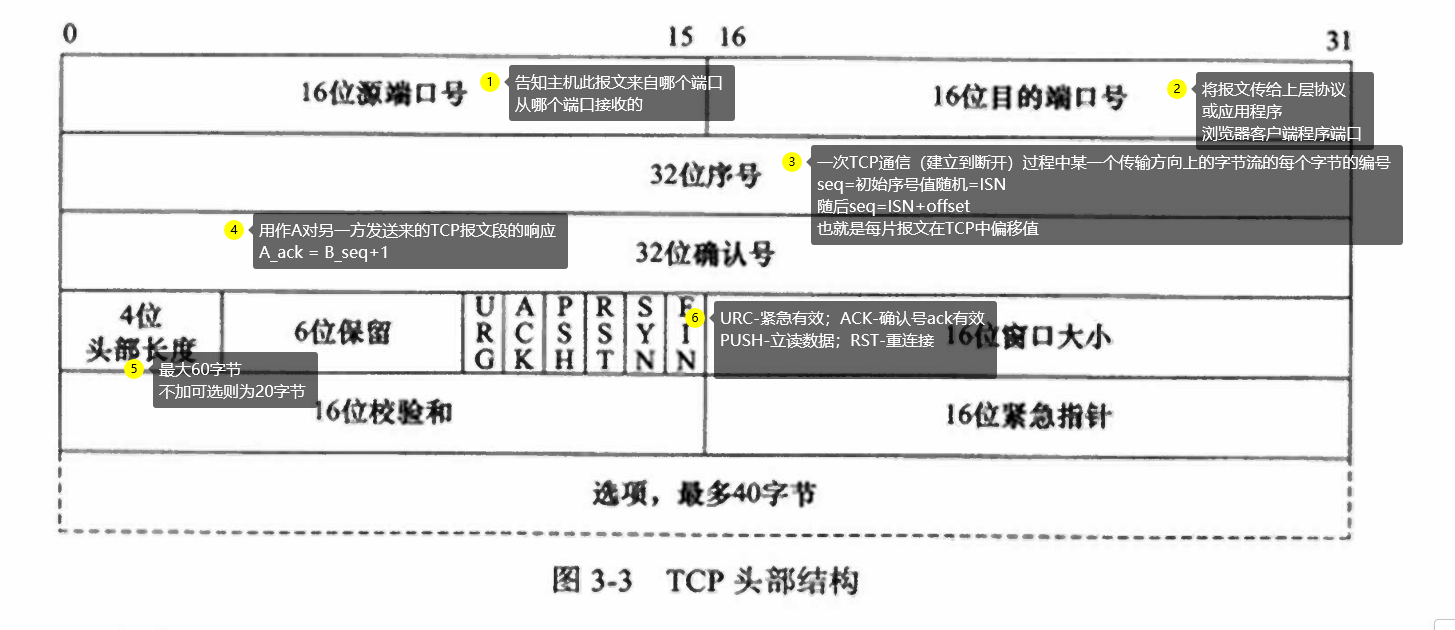 0 15 16 31
16位源端口号
1
告知主机此报文来自哪个端口
从哪个端口接收的
16位目的端口号
2
将报文传给上层协议
或应用程序
浏览器客户端程序端口
32位序号
3
一次TCP通信（建立到断开）过程中某一个传输方向上的字节流的每个字节的编号
seq=初始序号值随机=ISN
随后seq=ISN+offset
也就是每片报文在TCP中偏移值
4
用作A对另一方发送来的TCP报文段的响应
A_ack = B_seq+1
32位确认号
4位
头部长度
6位保留
URG
ACK
PSH
RST
SYN
FIN
6
URC-紧急有效；ACK-确认号ack有效
PUSH-立读数据；RST-重连接
16位窗口大小
5
最大60字节
不加可选则为20字节
16位校验和
16位紧急指针
选项，最多40字节
图 3-3 TCP 头部结构